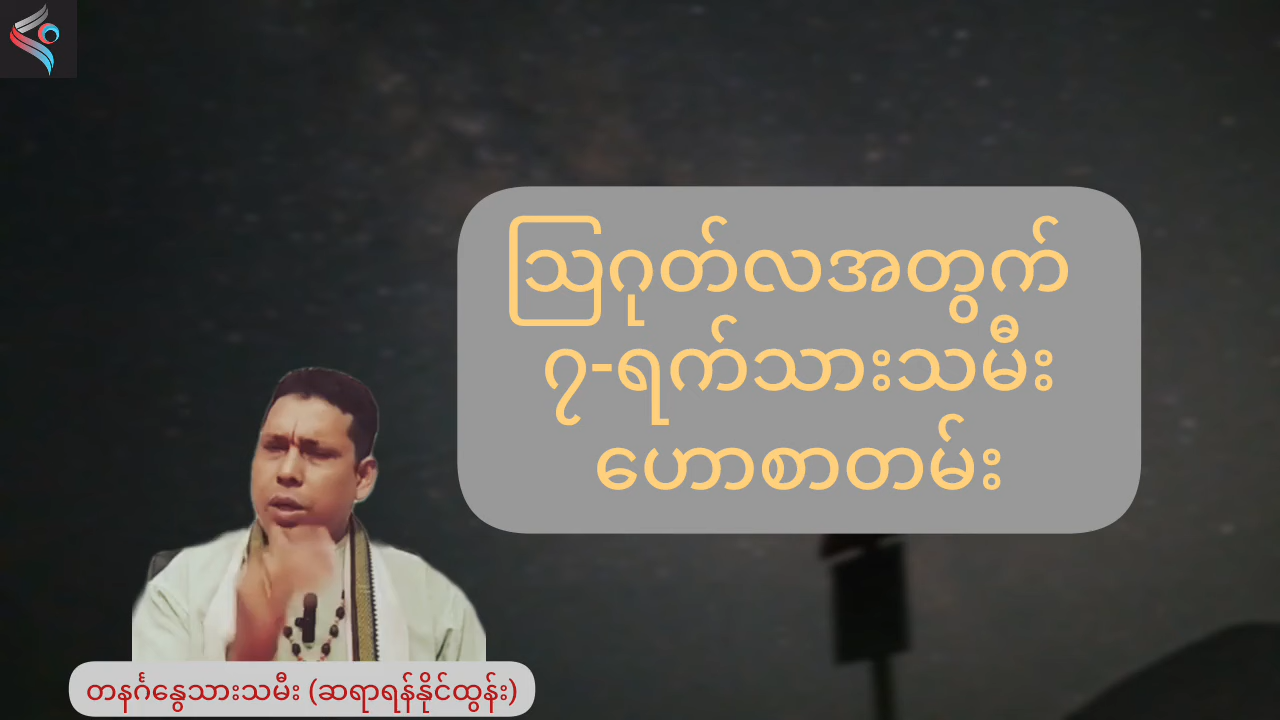 ဩဂုတ်လအတွက်
၇-ရက်သားသမီး
ဟောစာတမ်း
တနင်္ဂနွေသားသမီး (ဆရာရန်နိုင်ထွန်း)